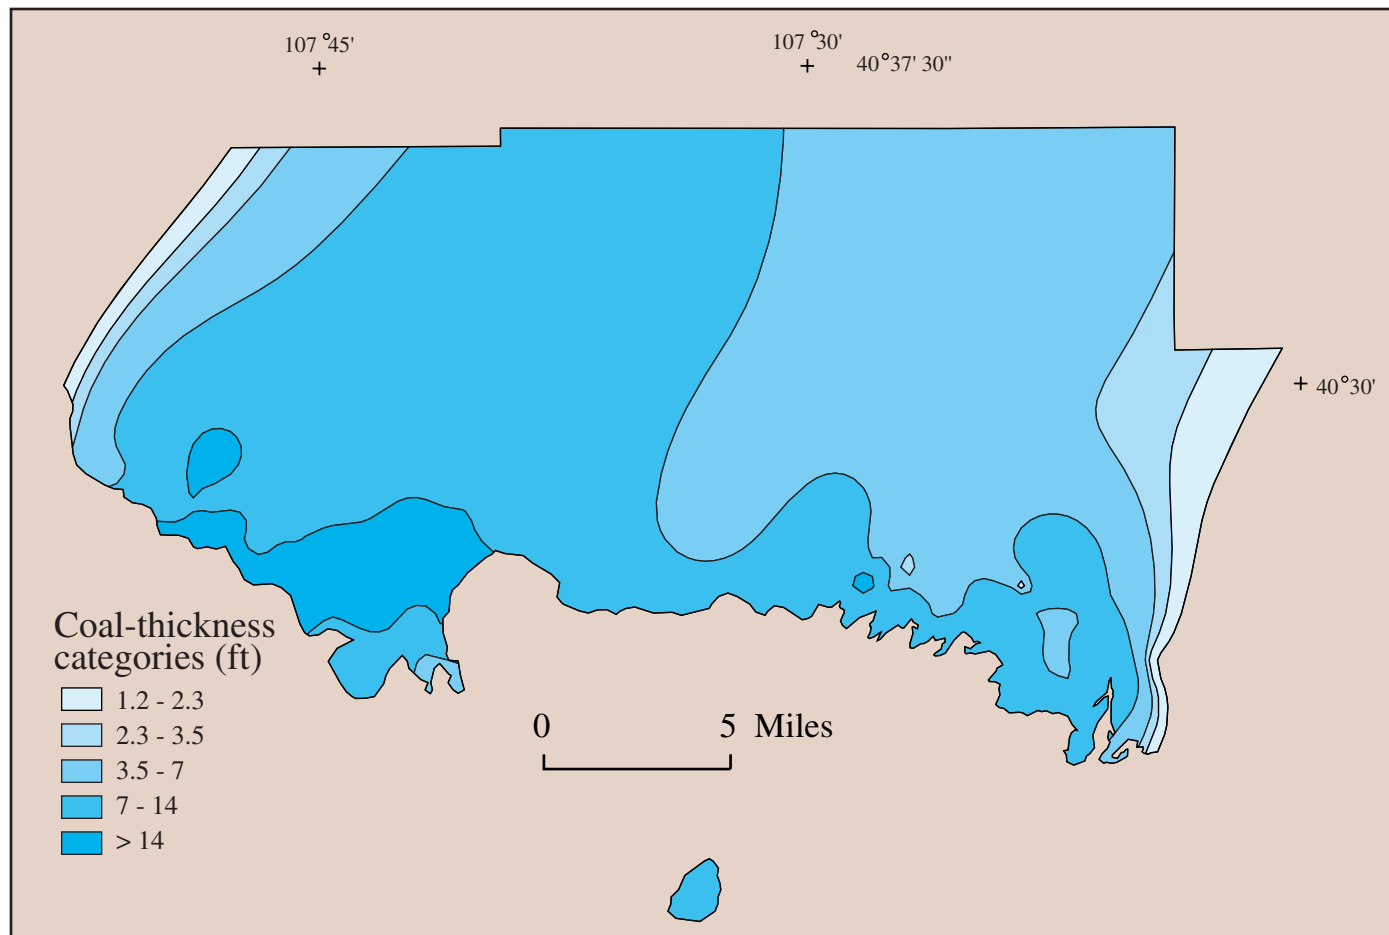 107°45'
107°30'
40°37' 30"
40°30'
Coal-thickness
categories (ft)
1.2 - 2.3
2.3 - 3.5
3.5 - 7
7 - 14
> 14
0 5 Miles